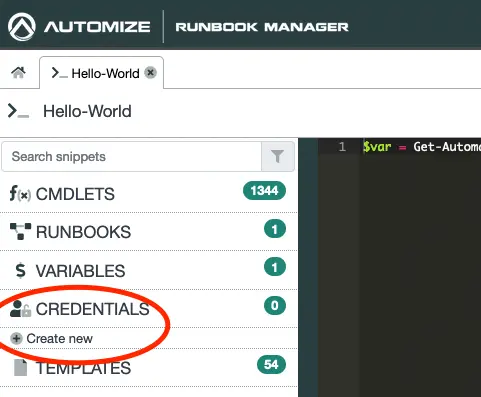 AUTOMIZE RUNBOOK MANAGER
>_ Hello-World
>_ Hello-World
Search snippets
1 $var = Get-Automa
f(x) CMDLETS 1344
RUNBOOKS 1
$ VARIABLES 1
CREDENTIALS 0
Create new
TEMPLATES 54